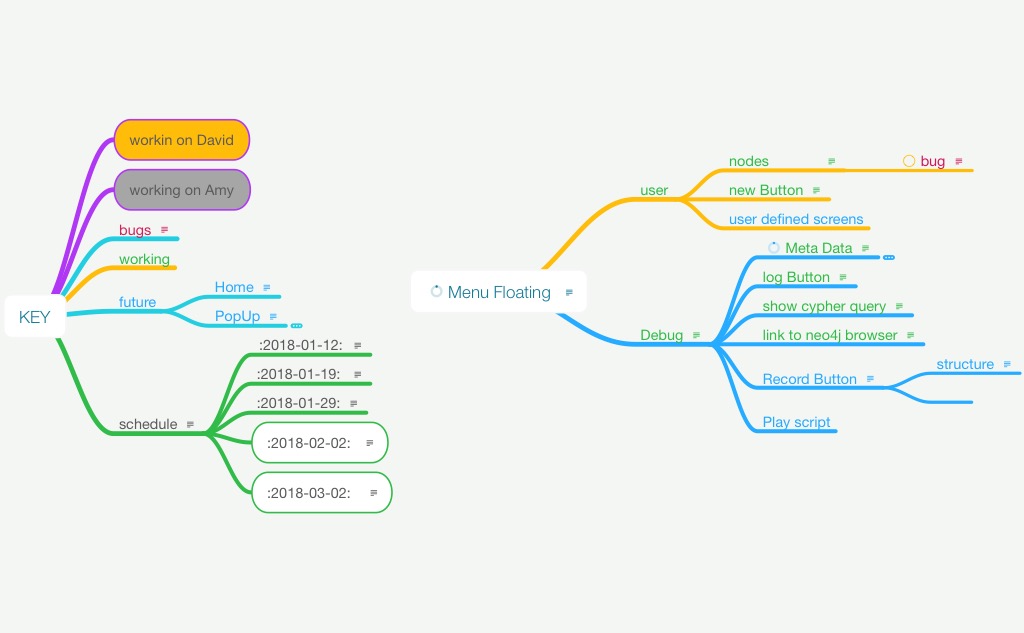 workin on David
working on Amy
bugs
working
KEY
future
Home
PopUp
schedule
:2018-01-12:
:2018-01-19:
:2018-01-29:
:2018-02-02:
:2018-03-02:
Menu Floating
user
nodes
bug
new Button
user defined screens
Debug
Meta Data
log Button
show cypher query
link to neo4j browser
Record Button
structure
Play script